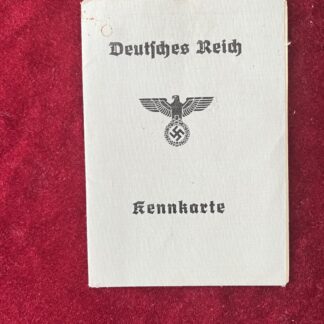 Deutsches Reich
Kennkarte